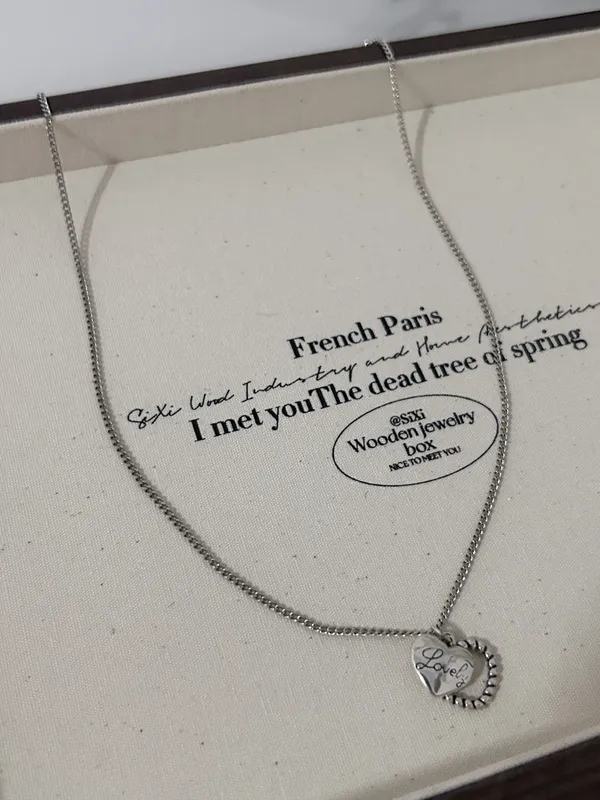 French Paris
SiXi Wood Industry and Home Aesthetics
I met youThe dead tree of spring
@SiXi
Wooden jewelry
box
NICE TO MEET YOU
Lovely